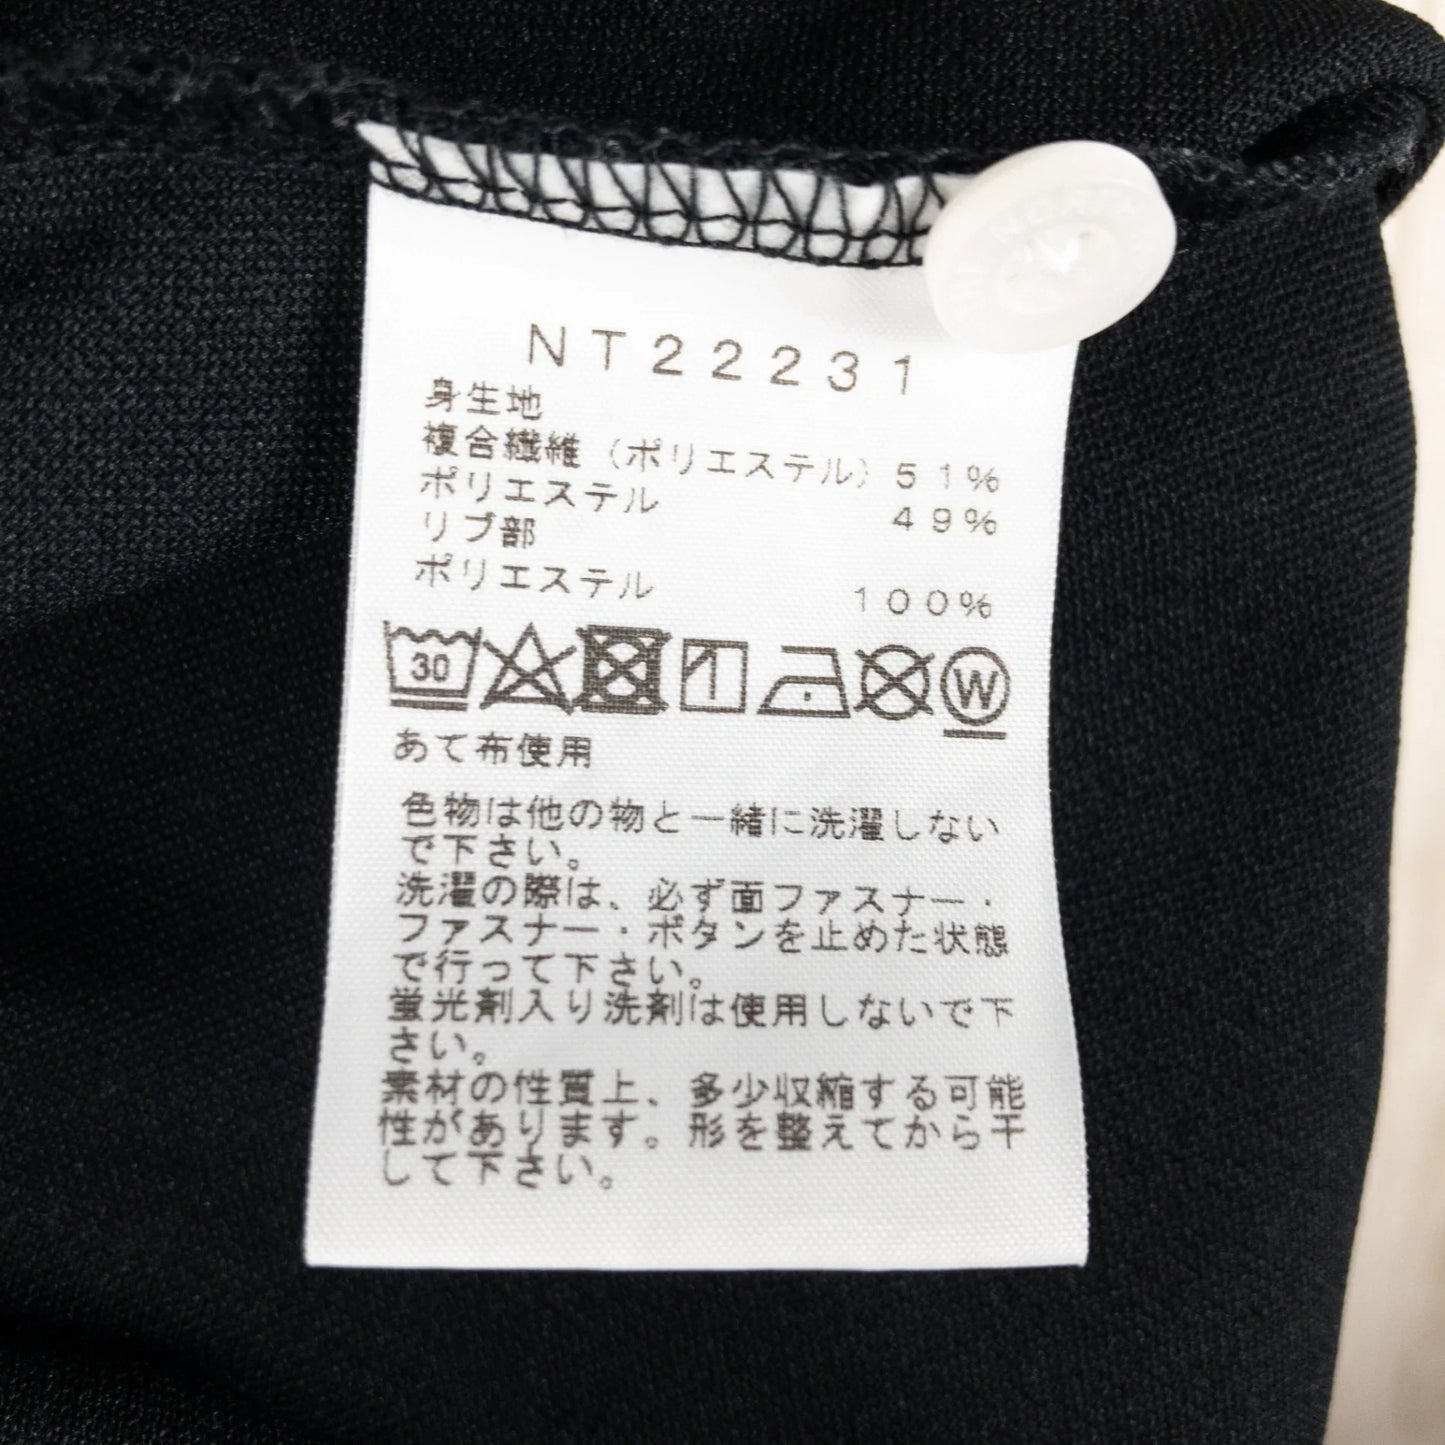 NORTH
NT22231
身生地
複合繊維(ポリエステル) 51%
ポリエステル 49%
リブ部
ポリエステル 100%
30 W
あて布使用
色物は他の物と一緒に洗濯しない
で下さい。
洗濯の際は、必ず面ファスナー・
ファスナー・ボタンを止めた状態
で行って下さい。
蛍光剤入り洗剤は使用しないで下
さい。
素材の性質上、多少収縮する可能
性があります。形を整えてから干
して下さい。